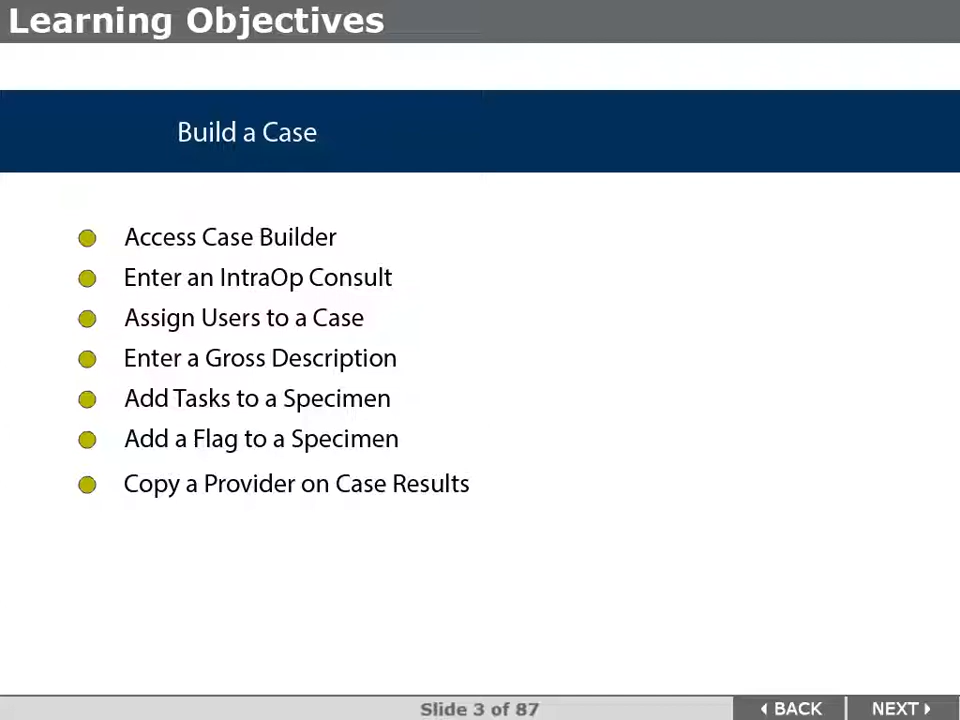 Learning Objectives
Build a Case
Access Case Builder
Enter an IntraOp Consult
Assign Users to a Case
Enter a Gross Description
Add Tasks to a Specimen
Add a Flag to a Specimen
Copy a Provider on Case Results
Slide 3 of 87
BACK
NEXT